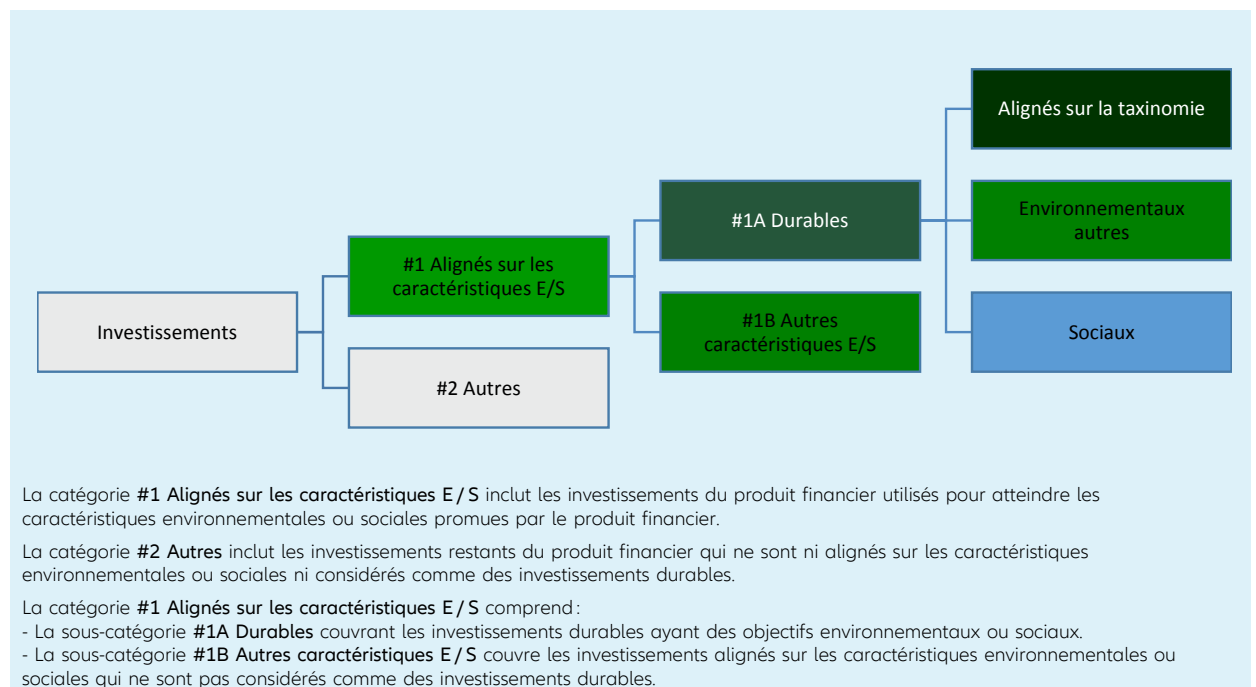 Alignés sur la taxinomie
#1A Durables
Environnementaux
autres
#1 Alignés sur les
caractéristiques E/S
Investissements
#1B Autres
caractéristiques E/S
Sociaux
#2 Autres
La catégorie #1 Alignés sur les caractéristiques E / S inclut les investissements du produit financier utilisés pour atteindre les
caractéristiques environnementales ou sociales promues par le produit financier.
La catégorie #2 Autres inclut les investissements restants du produit financier qui ne sont ni alignés sur les caractéristiques
environnementales ou sociales ni considérés comme des investissements durables.
La catégorie #1 Alignés sur les caractéristiques E / S comprend :
- La sous-catégorie #1A Durables couvrant les investissements durables ayant des objectifs environnementaux ou sociaux.
- La sous-catégorie #1B Autres caractéristiques E / S couvre les investissements alignés sur les caractéristiques environnementales ou
sociales qui ne sont pas considérés comme des investissements durables.